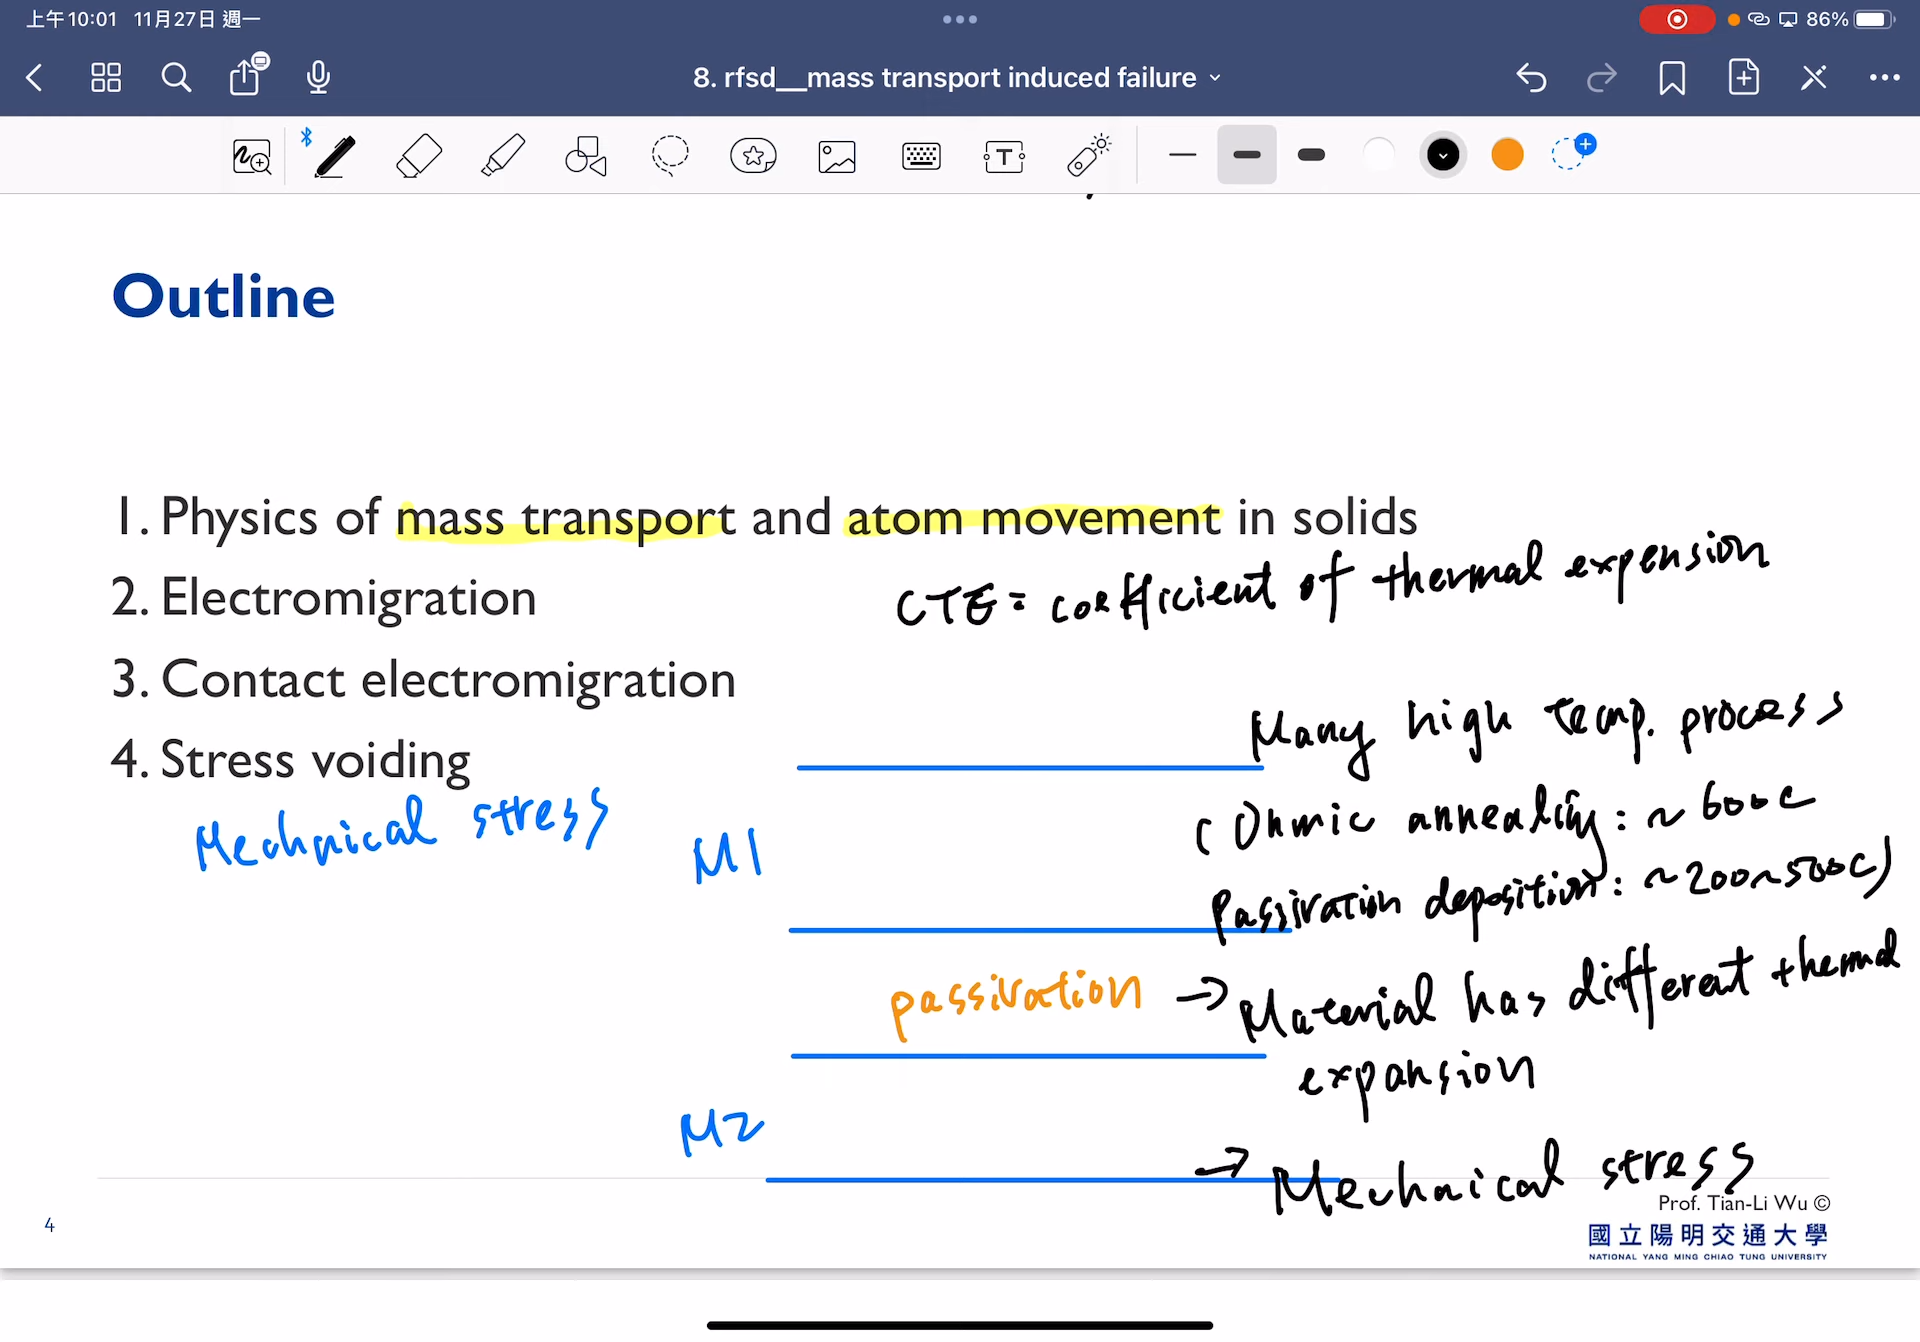 上午10:01 11月27日 週一
86%
8. rfsd__mass transport induced failure
Outline
1. Physics of mass transport and atom movement in solids
2. Electromigration
CTE = coefficient of thermal expension
3. Contact electromigration
4. Stress voiding
Many high temp. process
Mechnical stress
(Ohmic annealing: ~600C
M1
Passivation deposition: ~200~500C)
passivation → Material has different thermal
expansion
M2
→ Mechnical stress
Prof. Tian-Li Wu ©
4
國立陽明交通大學
NATIONAL YANG MING CHIAO TUNG UNIVERSITY